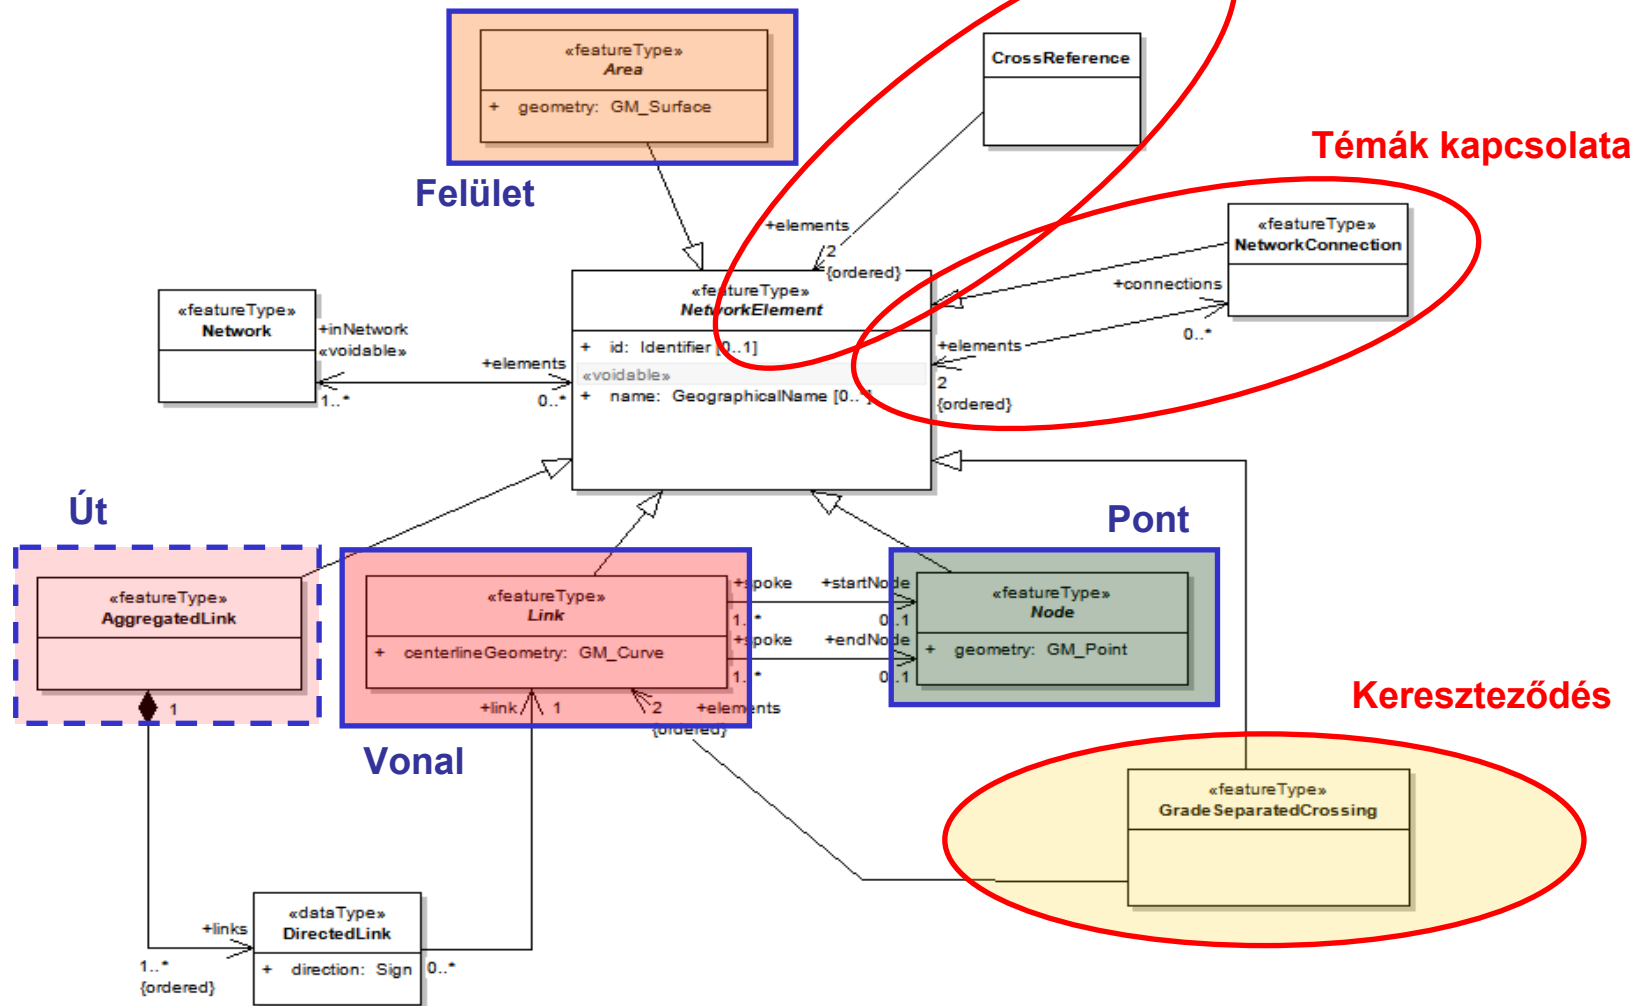 «featureType»
Area
+ geometry: GM_Surface
Felület
CrossReference
Témák kapcsolata
+elements
2
{ordered}
«featureType»
NetworkConnection
+connections
0..*
+elements
2
{ordered}
«featureType»
NetworkElement
+ id: Identifier [0..1]
«voidable»
+ name: GeographicalName [0..*]
«featureType»
Network
+inNetwork
«voidable»
1..*
+elements
0..*
Út
«featureType»
AggregatedLink
1
«featureType»
Link
+ centerlineGeometry: GM_Curve
Vonal
+spoke +startNode
1..* 0..1
+spoke +endNode
1..* 0..1
Pont
«featureType»
Node
+ geometry: GM_Point
+link 1
2 +elements
{ordered}
Kereszteződés
«featureType»
GradeSeparatedCrossing
+links
1..*
{ordered}
«dataType»
DirectedLink
+ direction: Sign
0..*